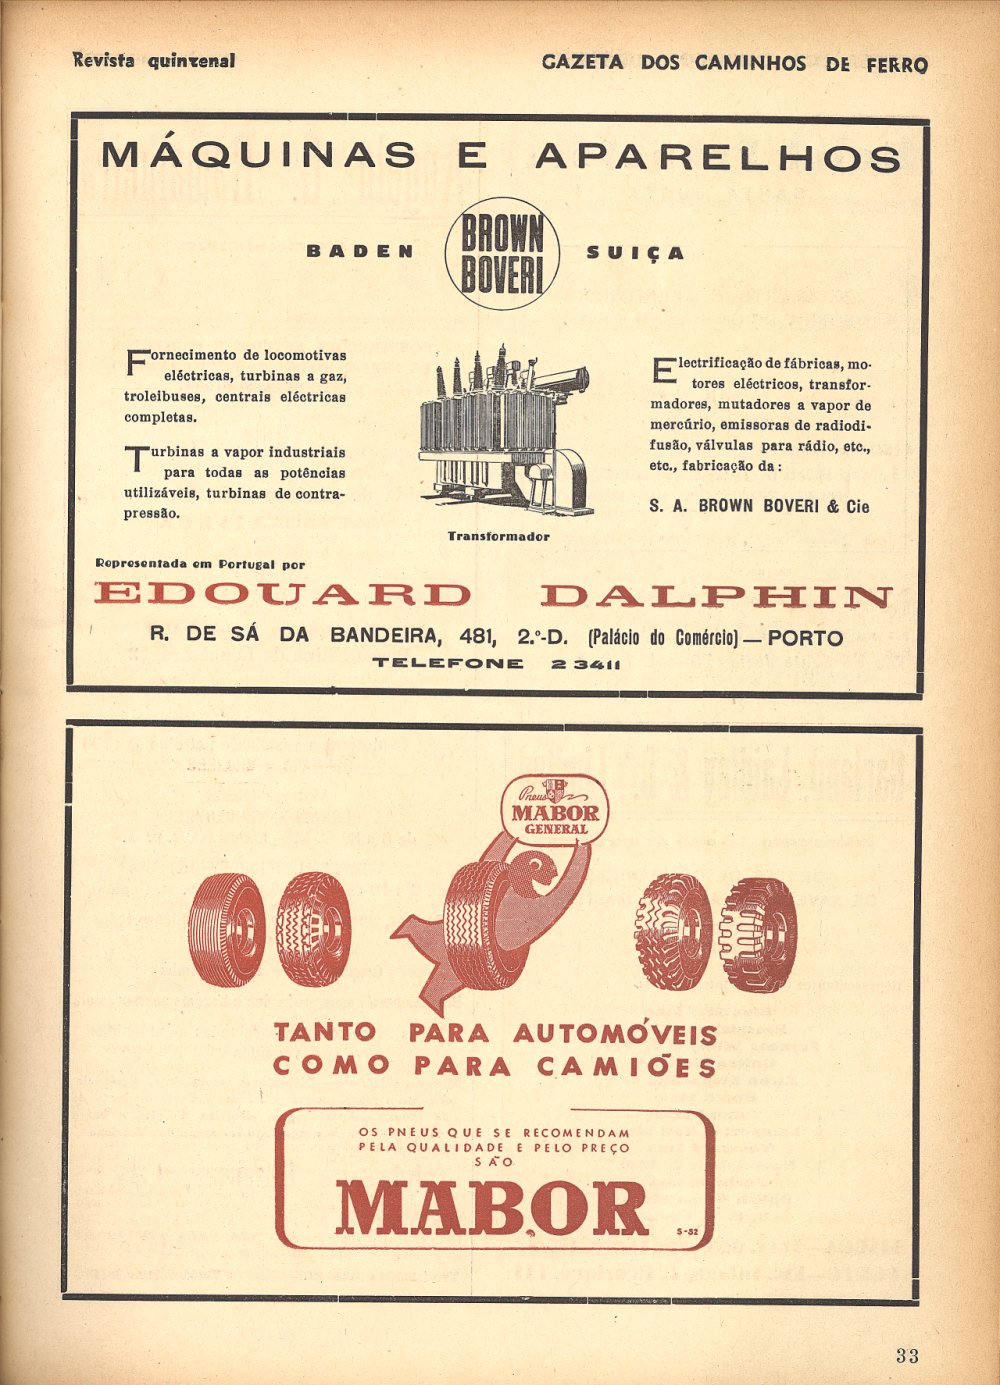 Revista quinzenal
GAZETA DOS CAMINHOS DE FERRO
MÁQUINAS E APARELHOS
BADEN
BROWN
BOVERI
SUIÇA
Fornecimento de locomotivas
eléctricas, turbinas a gaz,
troleibuses, centrais eléctricas
completas.
Turbinas a vapor industriais
para todas as potências
utilizáveis, turbinas de contra-
pressão.
Transformador
Electrificação de fábricas, mo-
tores eléctricos, transfor-
madores, mutadores a vapor de
mercúrio, emissoras de radiodi-
fusão, válvulas para rádio, etc.,
etc., fabricação da:
S. A. BROWN BOVERI & Cie
Representada em Portugal por
EDOUARD DALPHIN
R. DE SÁ DA BANDEIRA, 481, 2.º-D. (Palácio do Comércio) — PORTO
TELEFONE 23411
Pneus
MABOR
GENERAL
TANTO PARA AUTOMÓVEIS
COMO PARA CAMIÕES
OS PNEUS QUE SE RECOMENDAM
PELA QUALIDADE E PELO PREÇO
SÃO
MABOR
S-52
33